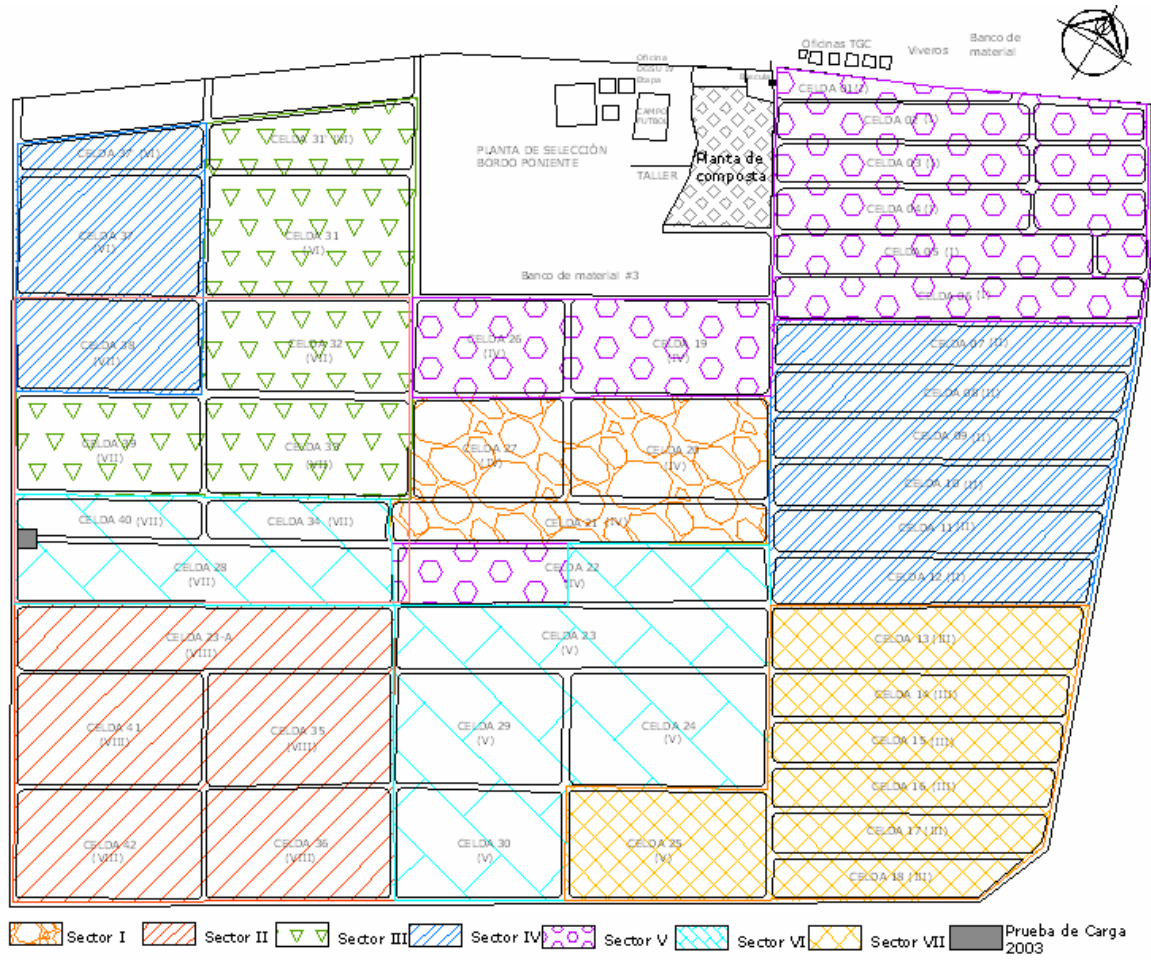 Oficinas TGC
Viveros
Banco de
material
Oficina
Etapa
CAMPO
FUTBOL
PLANTA DE SELECCIÓN
BORDO PONIENTE
TALLER
Planta de
composta
Banco de material #3
CELDA 01(I)
CELDA 02 (I)
CELDA 03 (I)
CELDA 04 (I)
CELDA 05 (I)
CELDA 06 (I)
CELDA 07 (II)
CELDA 08 (II)
CELDA 09 (II)
CELDA 10 (II)
CELDA 11 (II)
CELDA 12 (II)
CELDA 13 (III)
CELDA 14 (III)
CELDA 15 (III)
CELDA 16 (III)
CELDA 17 (III)
CELDA 18 (III)
CELDA 37' (VI)
CELDA 31' (VI)
CELDA 37
(VI)
CELDA 31
(VI)
CELDA 38
(VII)
CELDA 32
(VII)
CELDA 26
(IV)
CELDA 19
(IV)
CELDA 39
(VII)
CELDA 33
(VII)
CELDA 27
(IV)
CELDA 20
(IV)
CELDA 40 (VII)
CELDA 34 (VII)
CELDA 21 (IV)
CELDA 28
(VII)
CELDA 22
(IV)
CELDA 23-A
(VIII)
CELDA 23
(V)
CELDA 41
(VIII)
CELDA 35
(VIII)
CELDA 29
(V)
CELDA 24
(V)
CELDA 42
(VIII)
CELDA 36
(VIII)
CELDA 30
(V)
CELDA 25
(V)
Sector I
Sector II
Sector III
Sector IV
Sector V
Sector VI
Sector VII
Prueba de Carga
2003